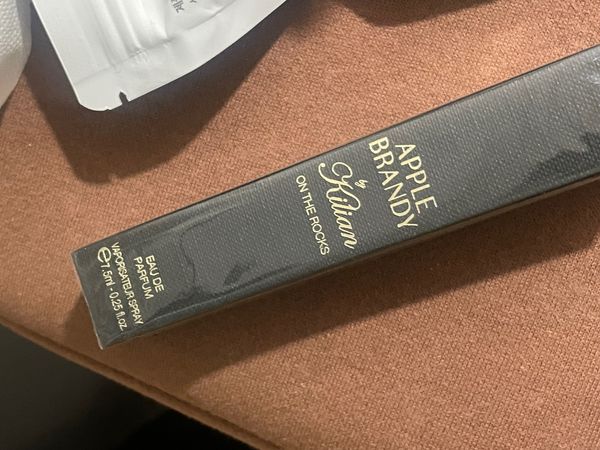 APPLE
BRANDY
by
Kilian
ON THE ROCKS
EAU DE
PARFUM
VAPORISATEUR SPRAY
℮ 7.5ml - 0.25 fl.oz.